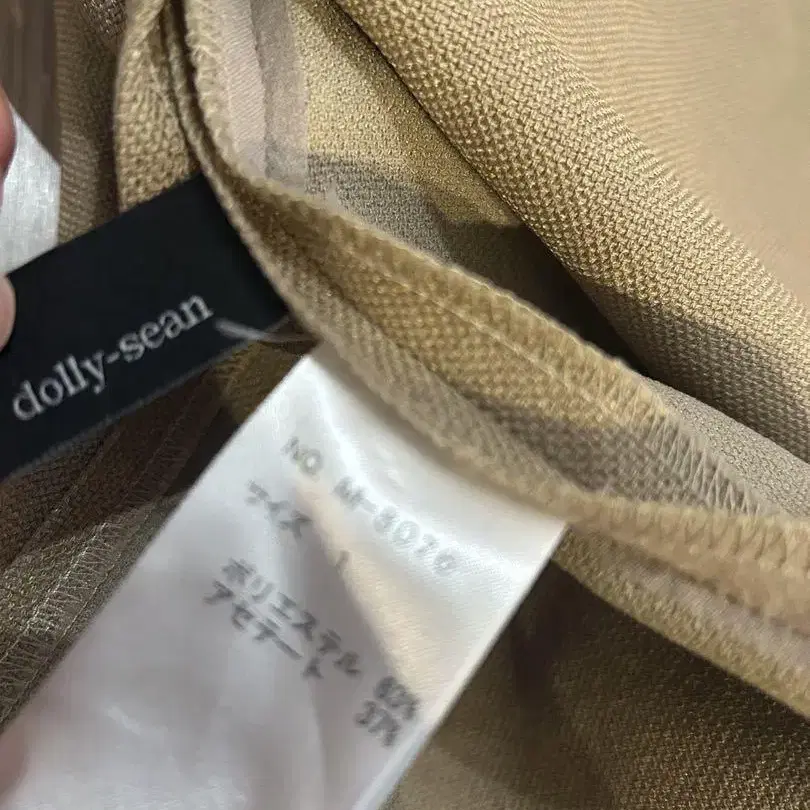 dolly-sean
NO M-8070
サイズ L
ポリエステル 63%
アセテート 37%